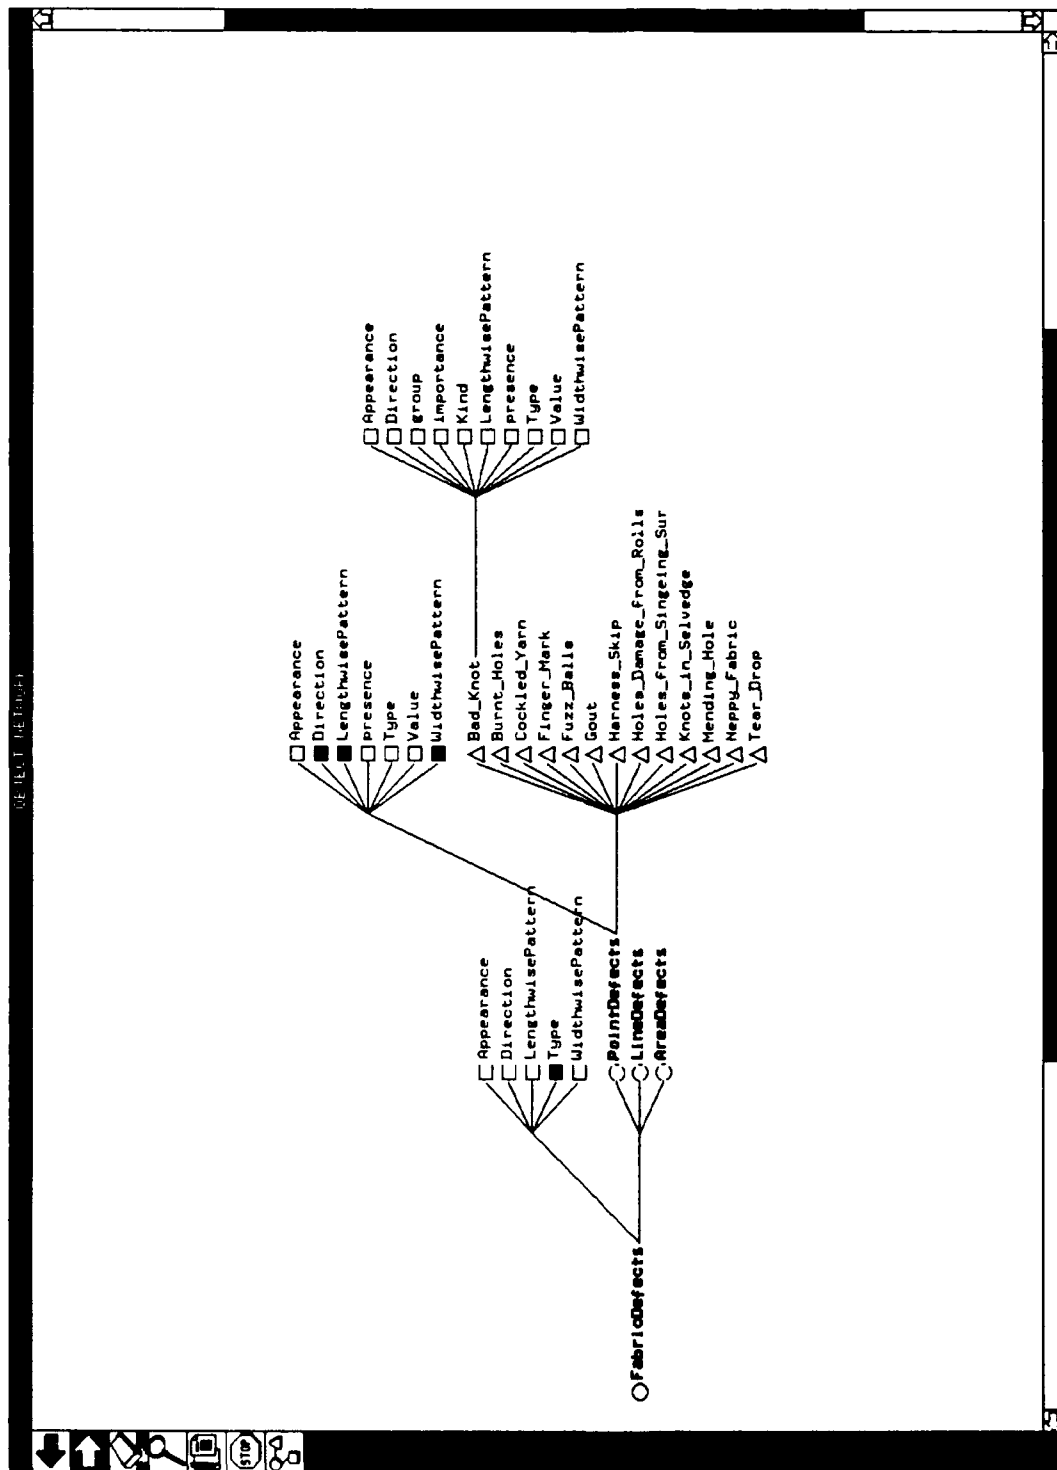 FabricDefects
Appearance
Direction
LengthwisePattern
Type
WidthwisePattern
PointDefects
LineDefects
AreaDefects
Appearance
Direction
LengthwisePattern
presence
Type
Value
WidthwisePattern
Bad_Knot
Burnt_Holes
Cockled_Yarn
Finger_Mark
Fuzz_Balls
Gout
Harness_Skip
Holes_Damage_from_Rolls
Holes_from_Singeing_Sur
Knots_in_Selvedge
Mending_Hole
Neppy_Fabric
Tear_Drop
Appearance
Direction
group
importance
Kind
LengthwisePattern
presence
Type
Value
WidthwisePattern
STOP